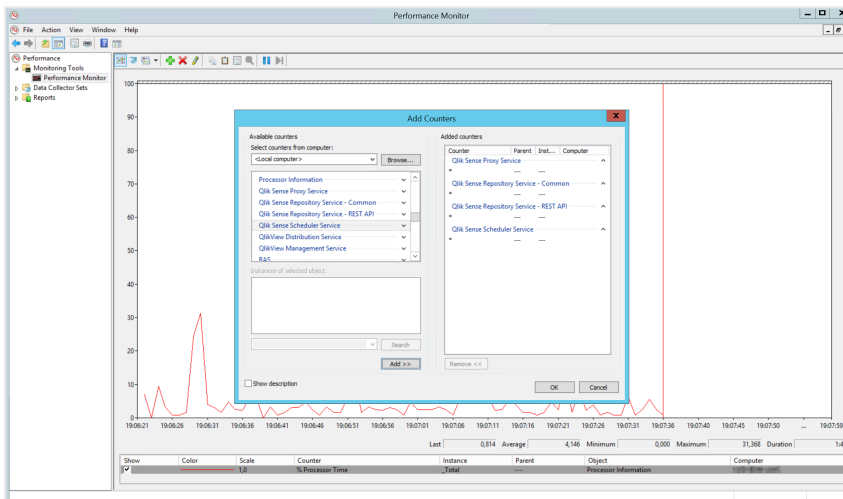 Performance Monitor
File Action View Window Help
Performance
Monitoring Tools
Performance Monitor
Data Collector Sets
Reports
100
90
80
70
60
50
40
30
20
10
0
Add Counters
Available counters
Select counters from computer:
<Local computer>
Browse...
Processor Information
Qlik Sense Proxy Service
Qlik Sense Repository Service - Common
Qlik Sense Repository Service - REST API
Qlik Sense Scheduler Service
QlikView Distribution Service
QlikView Management Service
RAS
Instances of selected object:
Search
Add >>
Show description
Added counters
Counter Parent Inst... Computer
Qlik Sense Proxy Service
* --- ---
Qlik Sense Repository Service - Common
* --- ---
Qlik Sense Repository Service - REST API
* --- ---
Qlik Sense Scheduler Service
* --- ---
Remove <<
OK Cancel
19:06:21 19:06:26 19:06:31 19:06:36 19:06:41 19:06:46 19:06:51 19:06:56 19:07:01 19:07:06 19:07:11 19:07:16 19:07:21 19:07:26 19:07:31 19:07:36 19:07:40 19:07:45 19:07:50 ... 19:07:59
Last 0,814 Average 4,146 Minimum 0,000 Maximum 31,368 Duration 1:4
Show Color Scale Counter Instance Parent Object Computer
1,0 % Processor Time _Total --- Processor Information